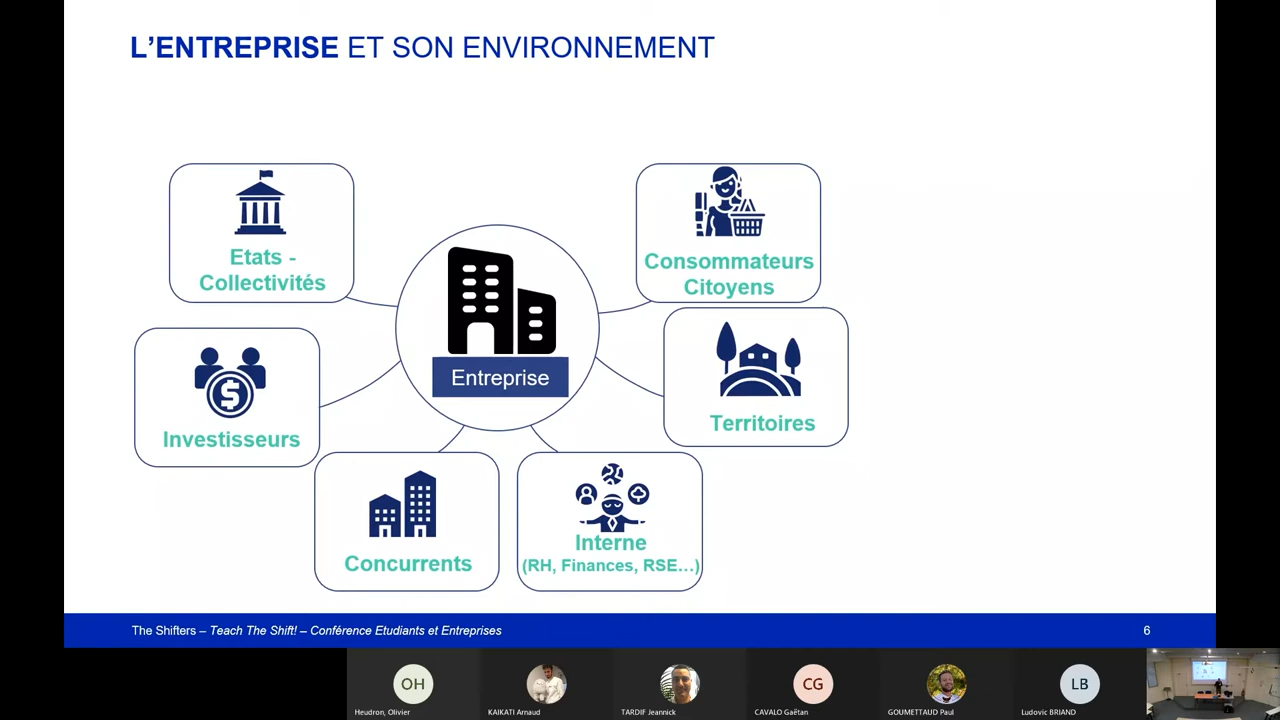 L'ENTREPRISE ET SON ENVIRONNEMENT
Etats -
Collectivités
Consommateurs
Citoyens
Entreprise
Investisseurs
Territoires
Concurrents
Interne
(RH, Finances, RSE...)
The Shifters – Teach The Shift! – Conférence Etudiants et Entreprises
6
OH
CG
LB
Heudron, Olivier
KAIKATI Arnaud
TARDIF Jeannick
CAVALO Gaëtan
GOUMETTAUD Paul
Ludovic BRIAND